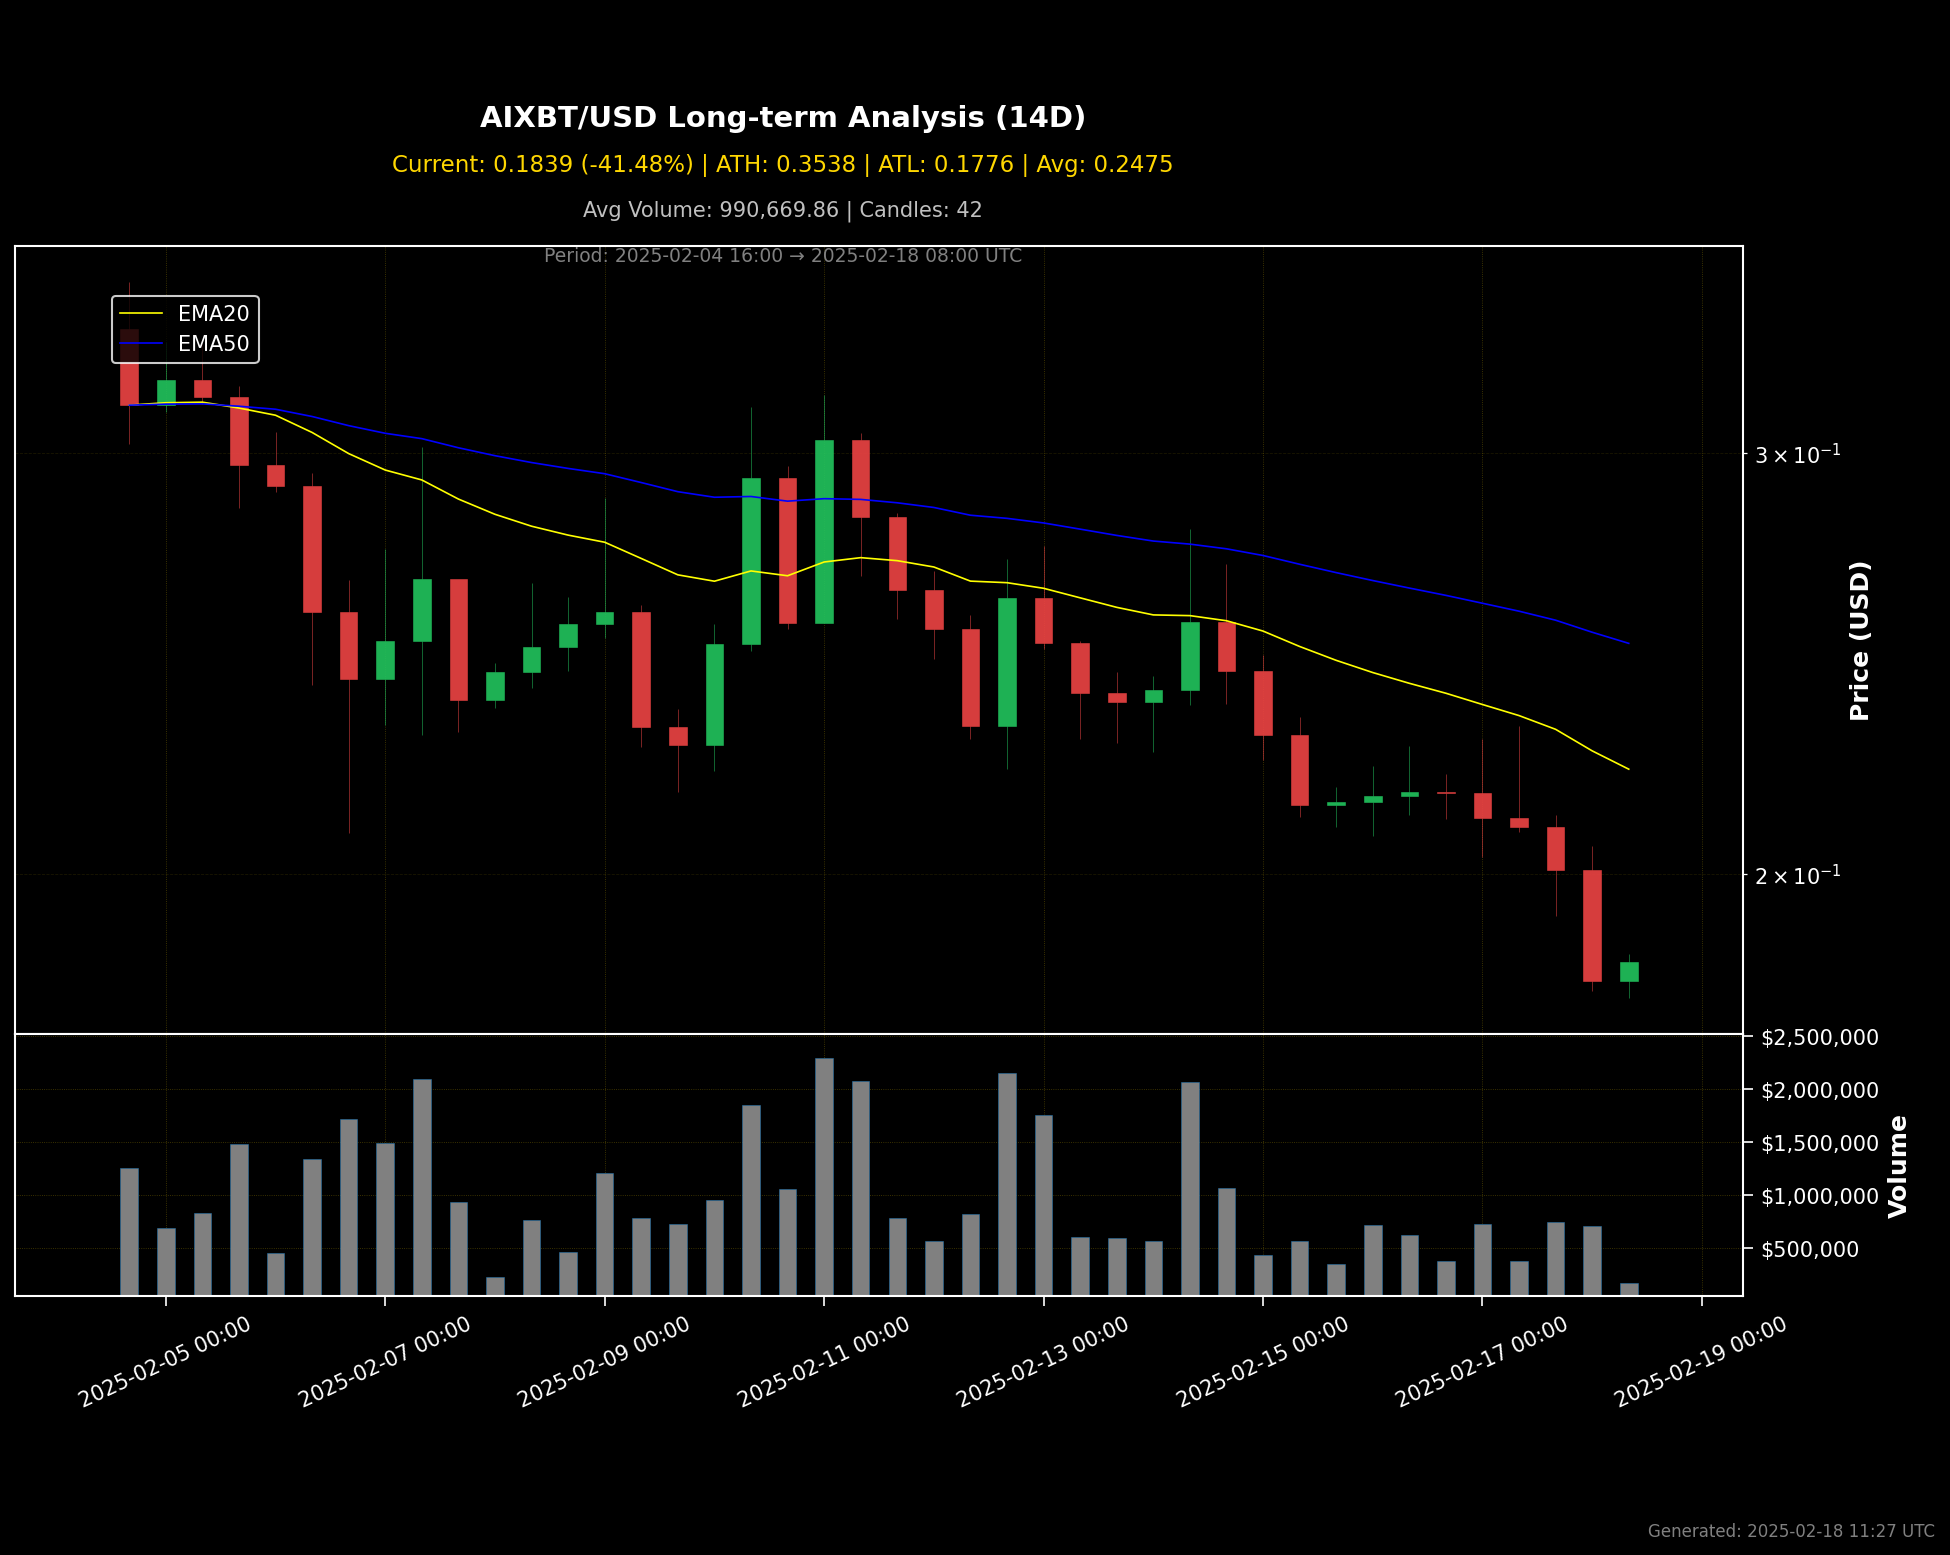 AIXBT/USD Long-term Analysis (14D)
Current: 0.1839 (-41.48%) | ATH: 0.3538 | ATL: 0.1776 | Avg: 0.2475
Avg Volume: 990,669.86 | Candles: 42
Period: 2025-02-04 16:00 → 2025-02-18 08:00 UTC
EMA20
EMA50
3 × 10⁻¹
2 × 10⁻¹
Price (USD)
$2,500,000
$2,000,000
$1,500,000
$1,000,000
$500,000
Volume
2025-02-05 00:00
2025-02-07 00:00
2025-02-09 00:00
2025-02-11 00:00
2025-02-13 00:00
2025-02-15 00:00
2025-02-17 00:00
2025-02-19 00:00
Generated: 2025-02-18 11:27 UTC